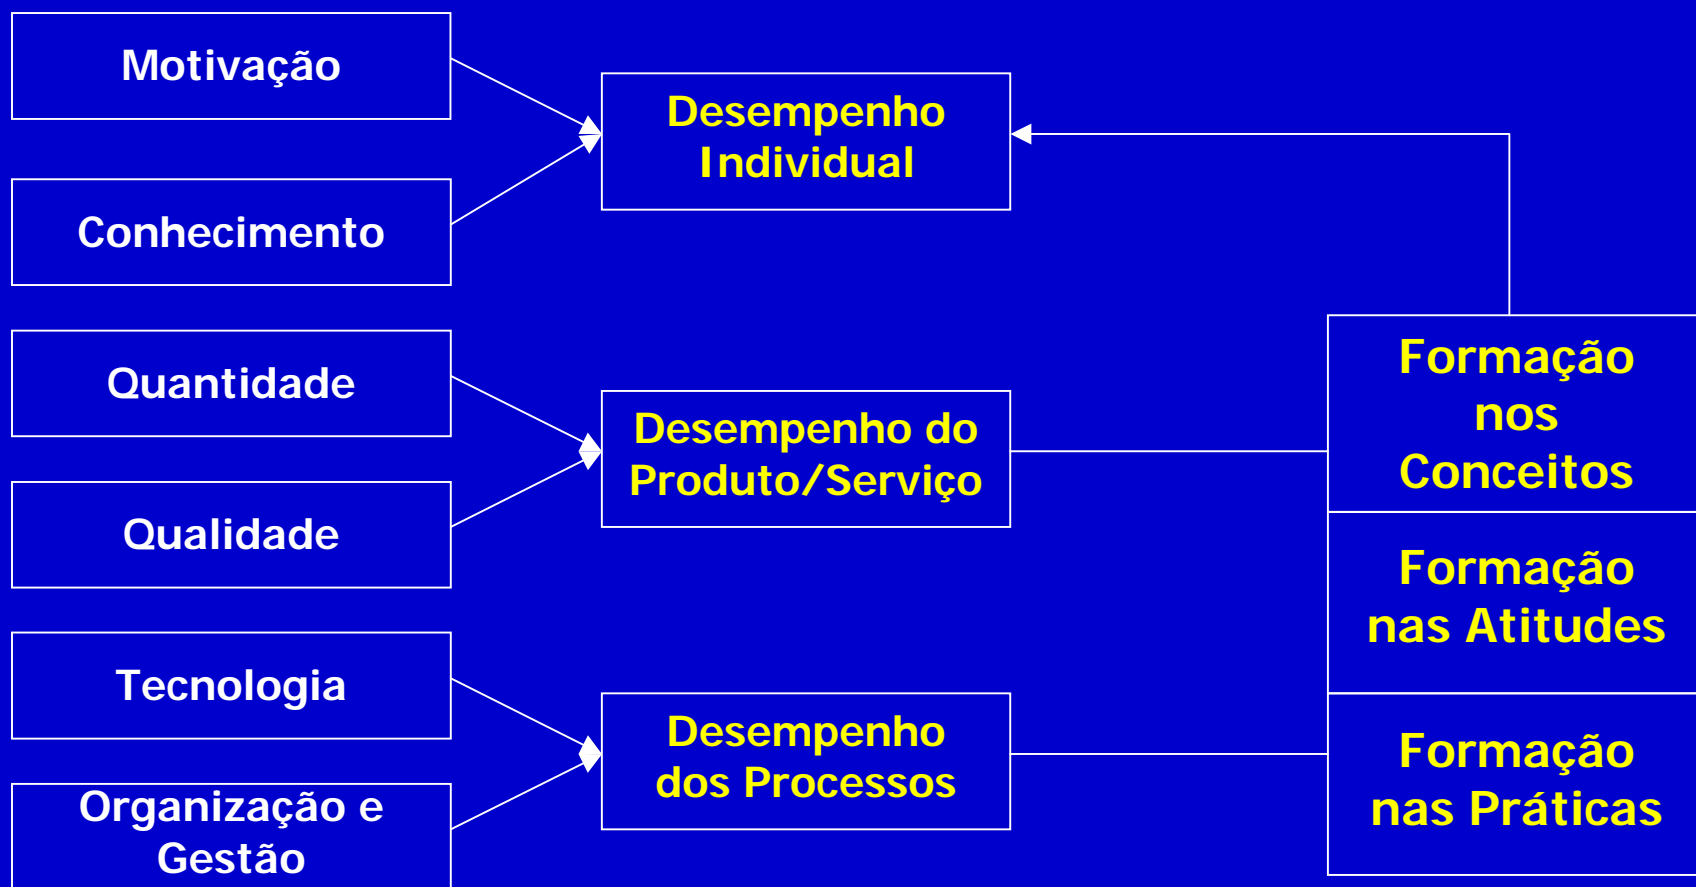 Motivação
Conhecimento
Quantidade
Qualidade
Tecnologia
Organização e
Gestão
Desempenho
Individual
Desempenho do
Produto/Serviço
Desempenho
dos Processos
Formação
nos
Conceitos
Formação
nas Atitudes
Formação
nas Práticas